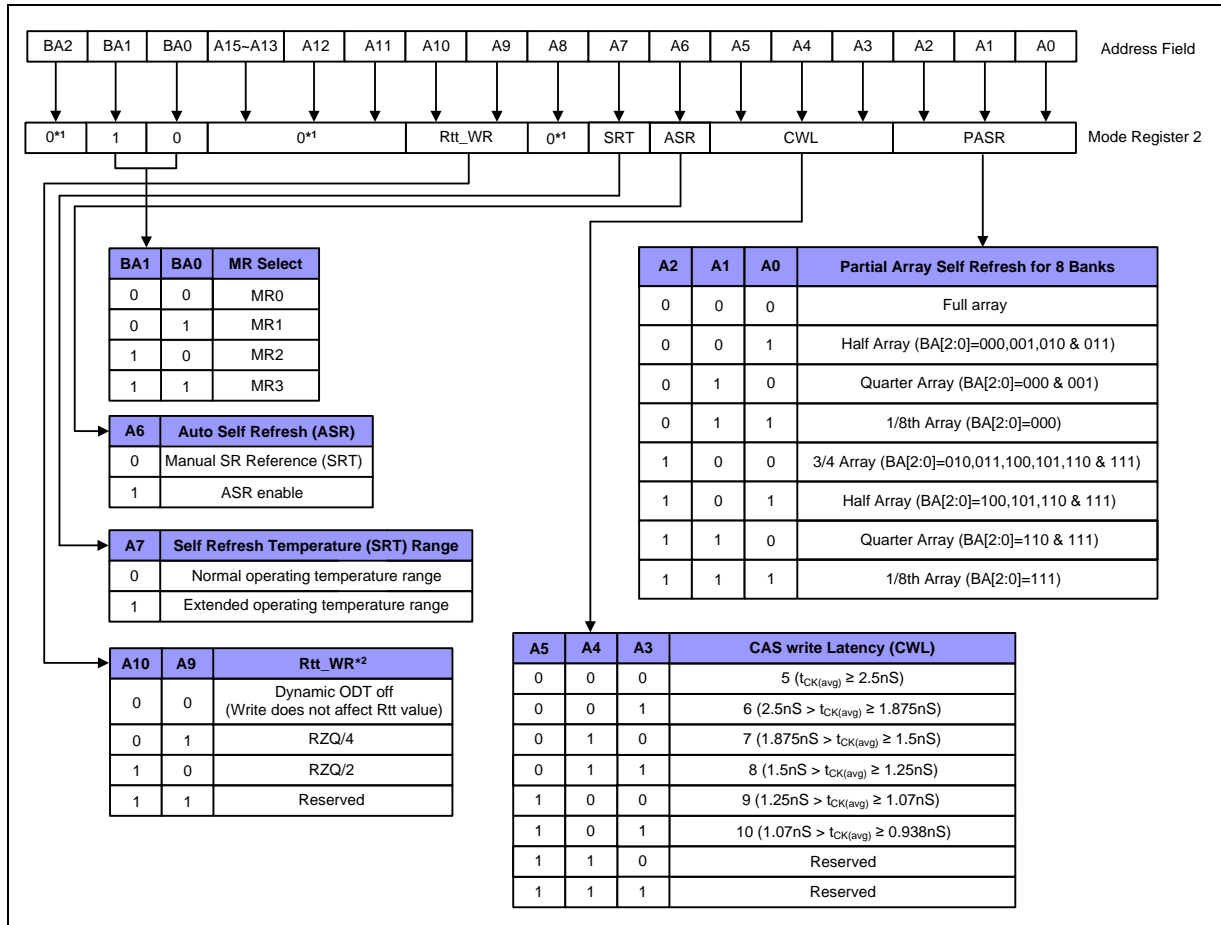 BA2 BA1 BA0 A15~A13 A12 A11 A10 A9 A8 A7 A6 A5 A4 A3 A2 A1 A0 Address Field
0*1 1 0 0*1 Rtt_WR 0*1 SRT ASR CWL PASR Mode Register 2
BA1 BA0 MR Select
0 0 MR0
0 1 MR1
1 0 MR2
1 1 MR3
A2 A1 A0 Partial Array Self Refresh for 8 Banks
0 0 0 Full array
0 0 1 Half Array (BA[2:0]=000,001,010 & 011)
0 1 0 Quarter Array (BA[2:0]=000 & 001)
0 1 1 1/8th Array (BA[2:0]=000)
1 0 0 3/4 Array (BA[2:0]=010,011,100,101,110 & 111)
1 0 1 Half Array (BA[2:0]=100,101,110 & 111)
1 1 0 Quarter Array (BA[2:0]=110 & 111)
1 1 1 1/8th Array (BA[2:0]=111)
A6 Auto Self Refresh (ASR)
0 Manual SR Reference (SRT)
1 ASR enable
A7 Self Refresh Temperature (SRT) Range
0 Normal operating temperature range
1 Extended operating temperature range
A10 A9 Rtt_WR*2
0 0 Dynamic ODT off
(Write does not affect Rtt value)
0 1 RZQ/4
1 0 RZQ/2
1 1 Reserved
A5 A4 A3 CAS write Latency (CWL)
0 0 0 5 (tCK(avg) ≥ 2.5nS)
0 0 1 6 (2.5nS > tCK(avg) ≥ 1.875nS)
0 1 0 7 (1.875nS > tCK(avg) ≥ 1.5nS)
0 1 1 8 (1.5nS > tCK(avg) ≥ 1.25nS)
1 0 0 9 (1.25nS > tCK(avg) ≥ 1.07nS)
1 0 1 10 (1.07nS > tCK(avg) ≥ 0.938nS)
1 1 0 Reserved
1 1 1 Reserved